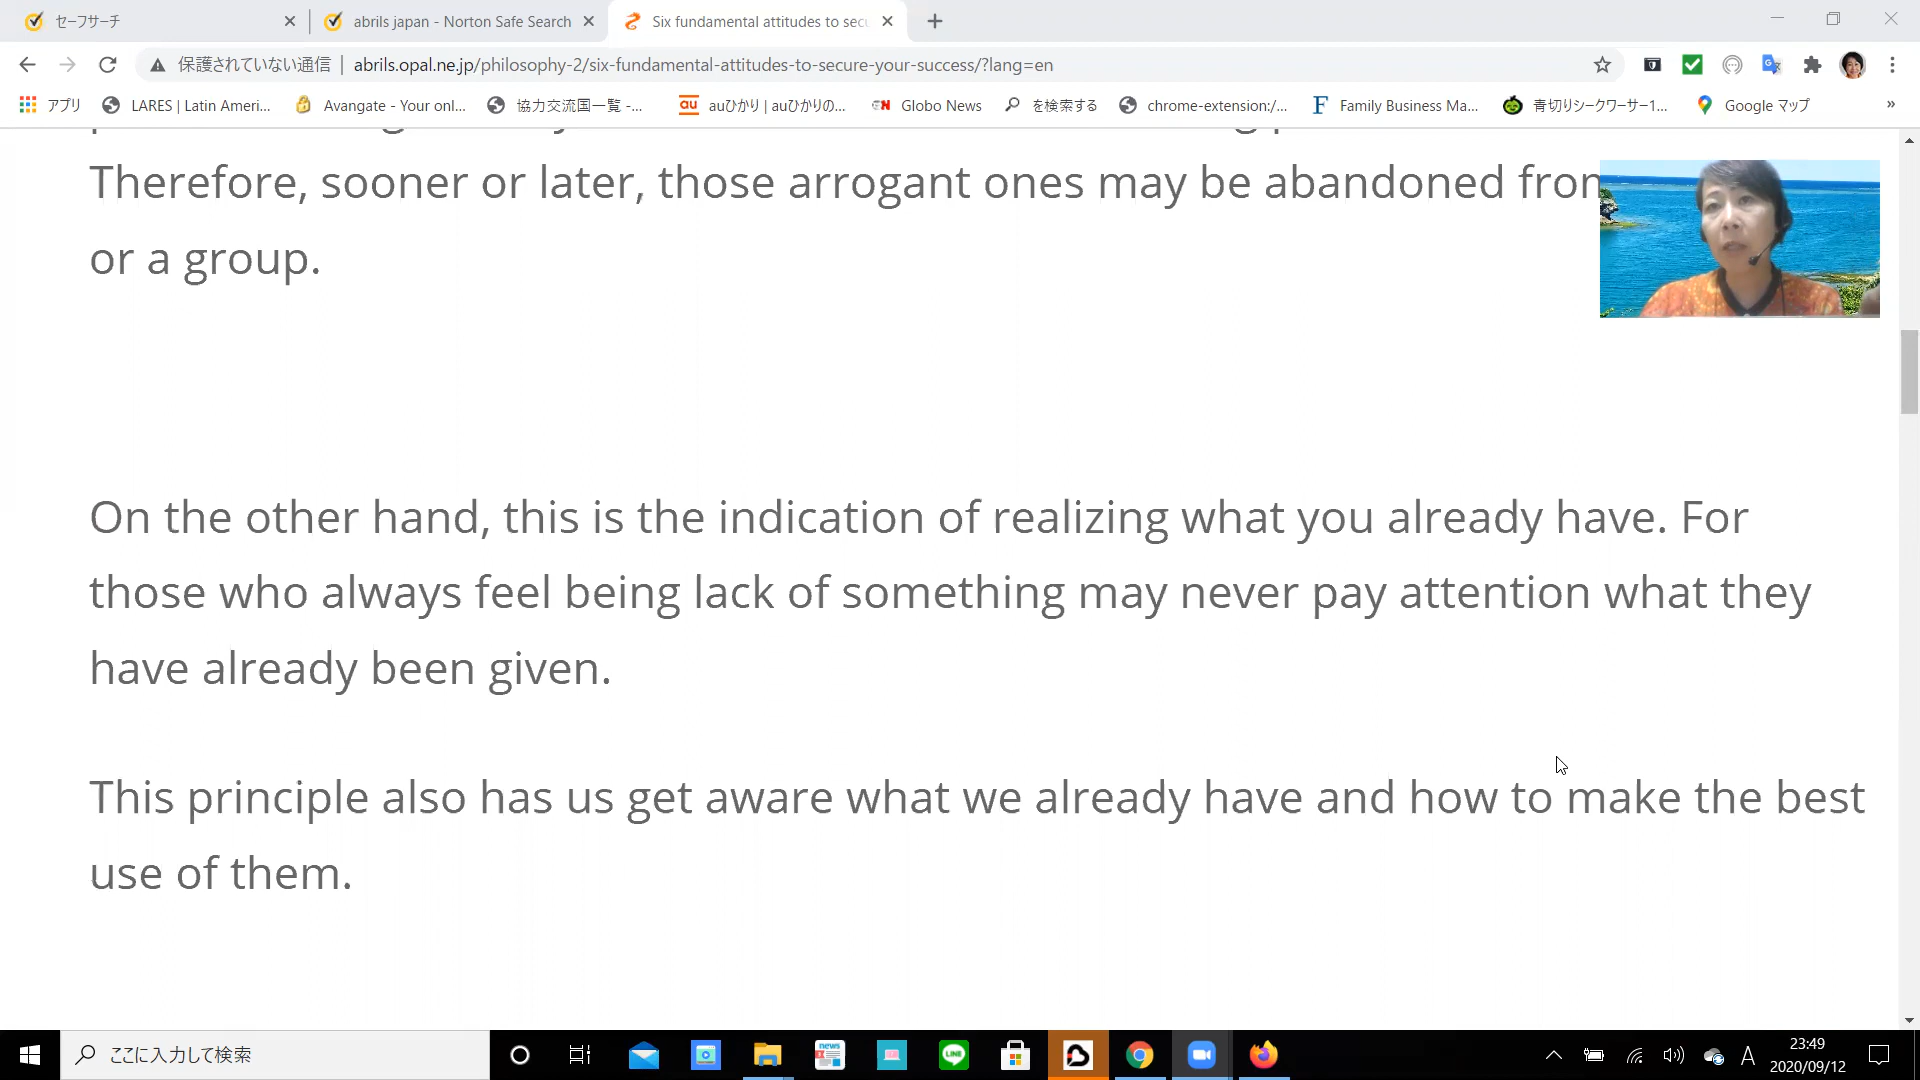 セーフサーチ
abrils japan - Norton Safe Search
Six fundamental attitudes to sec
保護されていない通信 | abrils.opal.ne.jp/philosophy-2/six-fundamental-attitudes-to-secure-your-success/?lang=en
アプリ
LARES | Latin Ameri...
Avangate - Your onl...
協力交流国一覧 -...
au
auひかり | auひかりの...
Globo News
を検索する
chrome-extension:/...
Family Business Ma...
青切りシークワーサー1...
Google マップ
»
Therefore, sooner or later, those arrogant ones may be abandoned from
or a group.
On the other hand, this is the indication of realizing what you already have. For
those who always feel being lack of something may never pay attention what they
have already been given.
This principle also has us get aware what we already have and how to make the best
use of them.
ここに入力して検索
news
LINE
A
23:49
2020/09/12